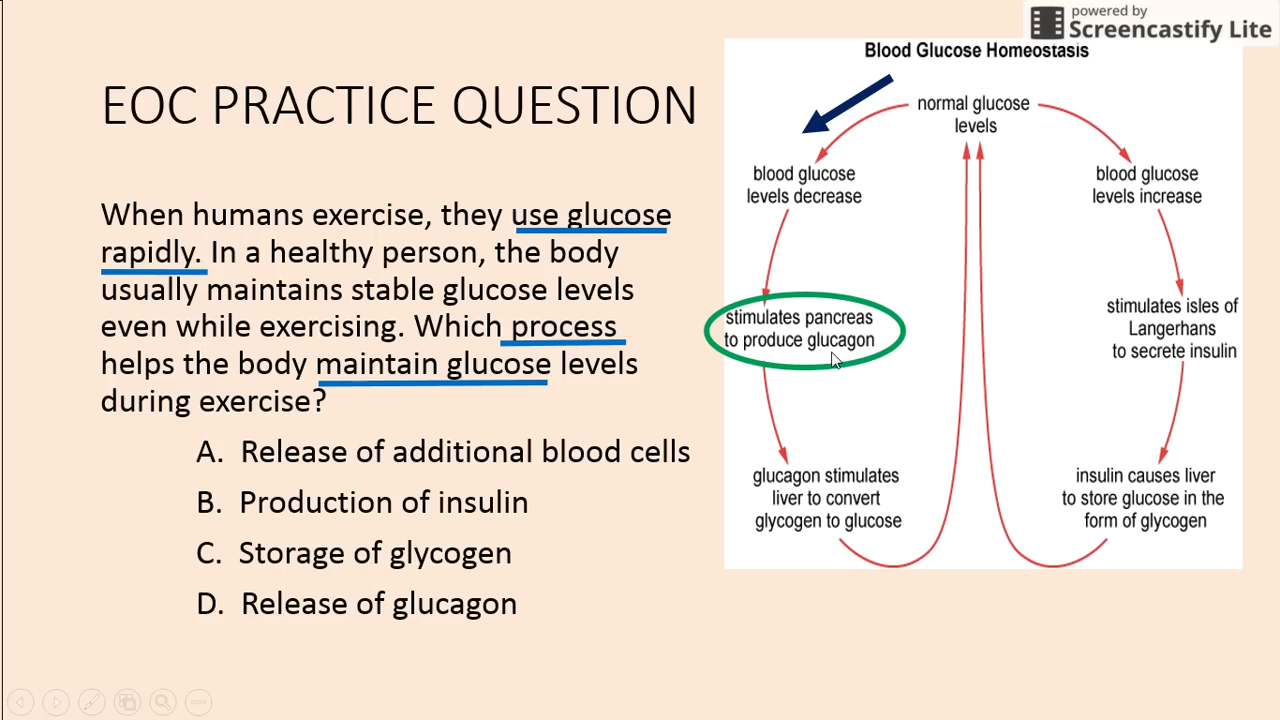 powered by
Screencastify Lite
EOC PRACTICE QUESTION
When humans exercise, they use glucose
rapidly. In a healthy person, the body
usually maintains stable glucose levels
even while exercising. Which process
helps the body maintain glucose levels
during exercise?
A. Release of additional blood cells
B. Production of insulin
C. Storage of glycogen
D. Release of glucagon
Blood Glucose Homeostasis
normal glucose
levels
blood glucose
levels decrease
stimulates pancreas
to produce glucagon
glucagon stimulates
liver to convert
glycogen to glucose
blood glucose
levels increase
stimulates isles of
Langerhans
to secrete insulin
insulin causes liver
to store glucose in the
form of glycogen